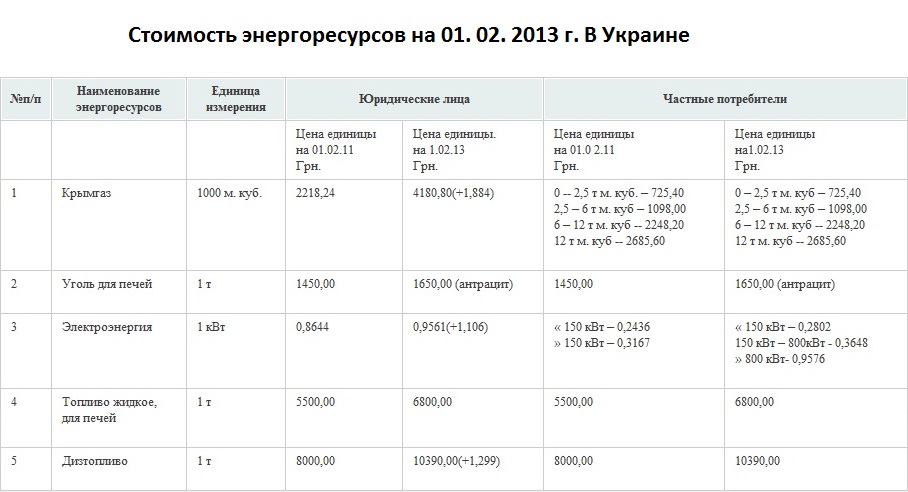 Стоимость энергоресурсов на 01. 02. 2013 г. В Украине
№п/п
Наименование
энергоресурсов
Единица
измерения
Юридические лица
Частные потребители
Цена единицы
на 01.02.11
Грн.
Цена единицы.
на 1.02.13
Грн.
Цена единицы
на 01.0 2.11
Грн.
Цена единицы
на1.02.13
Грн.
1
Крымгаз
1000 м. куб.
2218,24
4180,80(+1,884)
0 -- 2,5 т м. куб. – 725,40
2,5 – 6 т м. куб – 1098,00
6 – 12 т м. куб -- 2248,20
12 т м. куб -- 2685,60
0 – 2,5 т м. куб – 725,40
2,5 – 6 т м. куб – 1098,00
6 – 12 т м. куб -- 2248,20
12 т м. куб -- 2685,60
2
Уголь для печей
1 т
1450,00
1650,00 (антрацит)
1450,00
1650,00 (антрацит)
3
Электроэнергия
1 кВт
0,8644
0,9561(+1,106)
« 150 кВт – 0,2436
» 150 кВт – 0,3167
« 150 кВт – 0,2802
150 кВт – 800кВт - 0,3648
» 800 кВт- 0,9576
4
Топливо жидкое,
для печей
1 т
5500,00
6800,00
5500,00
6800,00
5
Дизтопливо
1 т
8000,00
10390,00(+1,299)
8000,00
10390,00